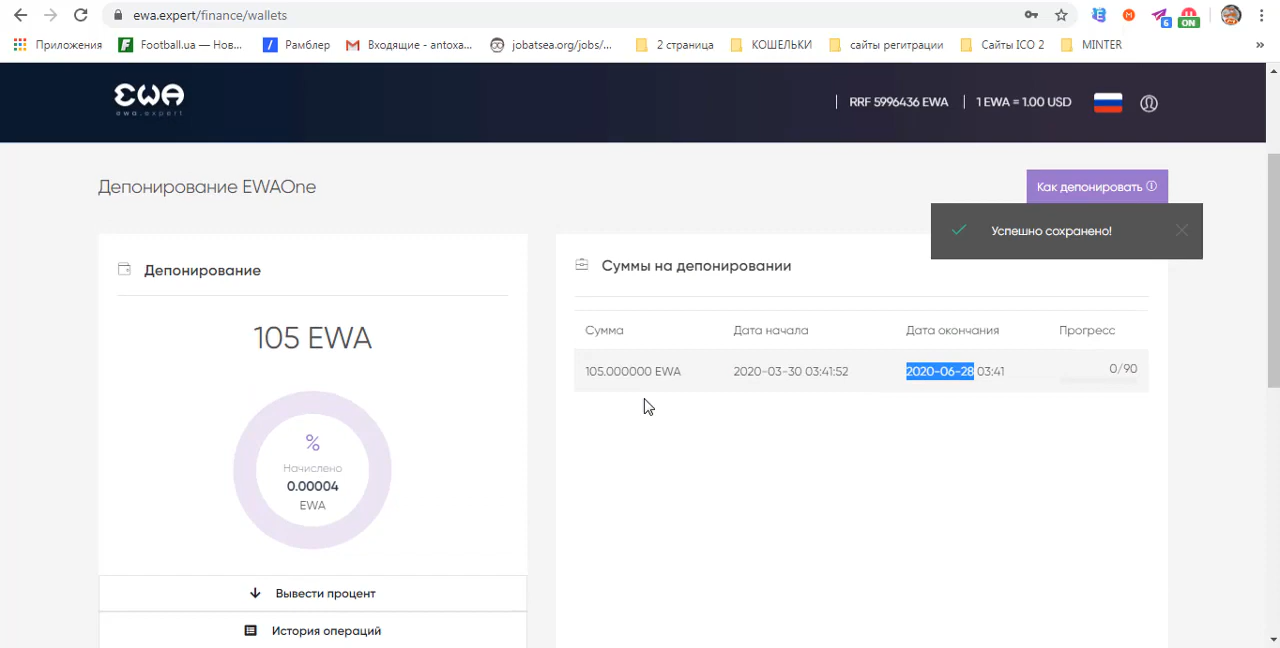 ewa.expert/finance/wallets
6
ON
Приложения
Football.ua — Нов...
Рамблер
Входящие - antoxa...
jobatsea.org/jobs/...
2 страница
КОШЕЛЬКИ
сайты регитрации
Сайты ICO 2
MINTER
»
ewa
ewa.expert
RRF 5996436 EWA
1 EWA = 1.00 USD
Депонирование EWAOne
Как депонировать
Успешно сохранено!
Депонирование
105 EWA
%
Начислено
0.00004
EWA
Вывести процент
История операций
Суммы на депонировании
Сумма Дата начала Дата окончания Прогресс
105.000000 EWA 2020-03-30 03:41:52 2020-06-28 03:41 0/90